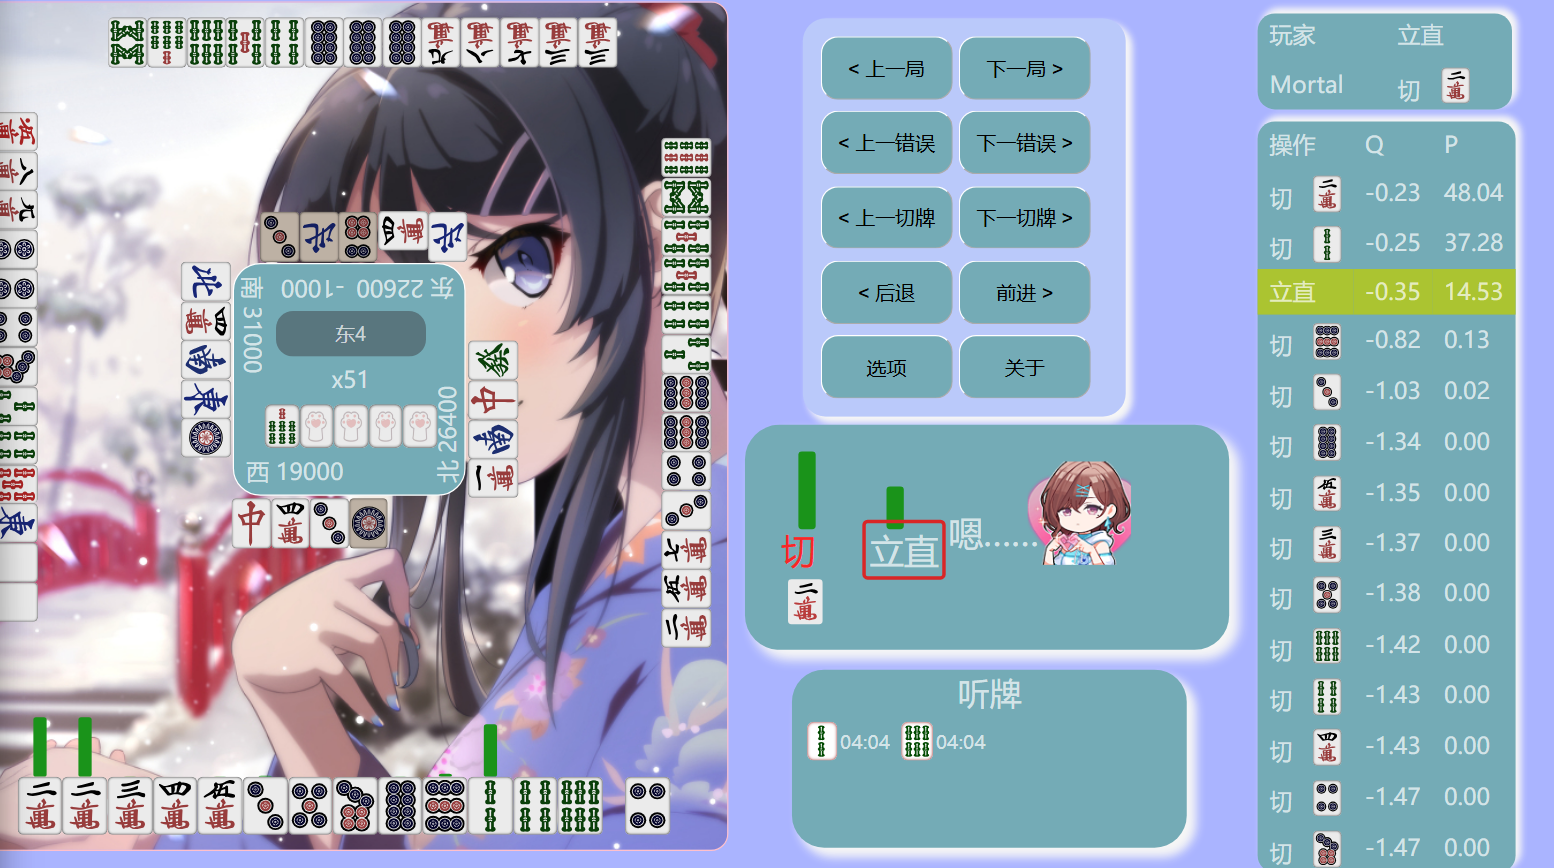 玩家 立直
Mortal 切
< 上一局 下一局 >
< 上一错误 下一错误 >
< 上一切牌 下一切牌 >
< 后退 前进 >
选项 关于
东 22600 -1000
南 31000
东4
x51
西 19000
北 26400
切 立直 嗯......
听牌
04:04 04:04
操作 Q P
切 -0.23 48.04
切 -0.25 37.28
立直 -0.35 14.53
切 -0.82 0.13
切 -1.03 0.02
切 -1.34 0.00
切 -1.35 0.00
切 -1.37 0.00
切 -1.38 0.00
切 -1.42 0.00
切 -1.43 0.00
切 -1.43 0.00
切 -1.47 0.00
切 -1.47 0.00